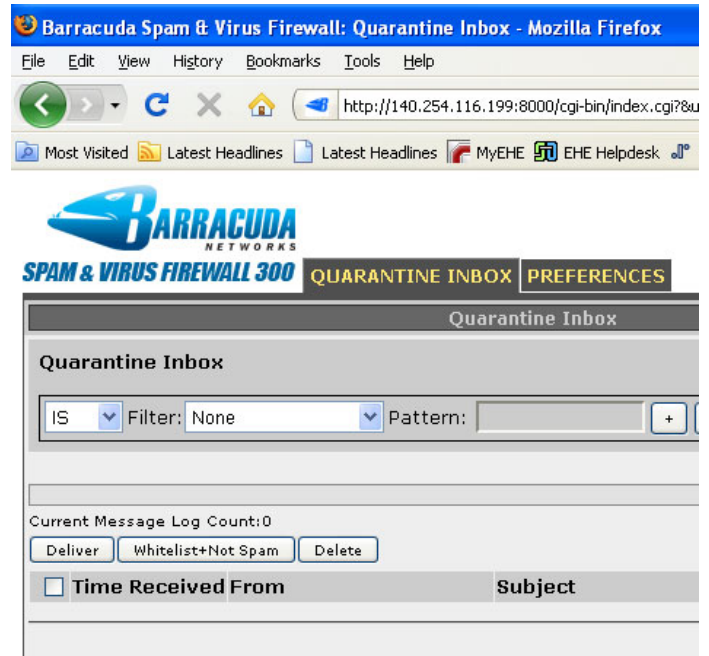 Barracuda Spam & Virus Firewall: Quarantine Inbox - Mozilla Firefox
File Edit View History Bookmarks Tools Help
http://140.254.116.199:8000/cgi-bin/index.cgi?&u
Most Visited Latest Headlines Latest Headlines MyEHE EHE Helpdesk
BARRACUDA
NETWORKS
SPAM & VIRUS FIREWALL 300 QUARANTINE INBOX PREFERENCES
Quarantine Inbox
Quarantine Inbox
IS Filter: None Pattern: +
Current Message Log Count:0
Deliver Whitelist+Not Spam Delete
Time Received From Subject